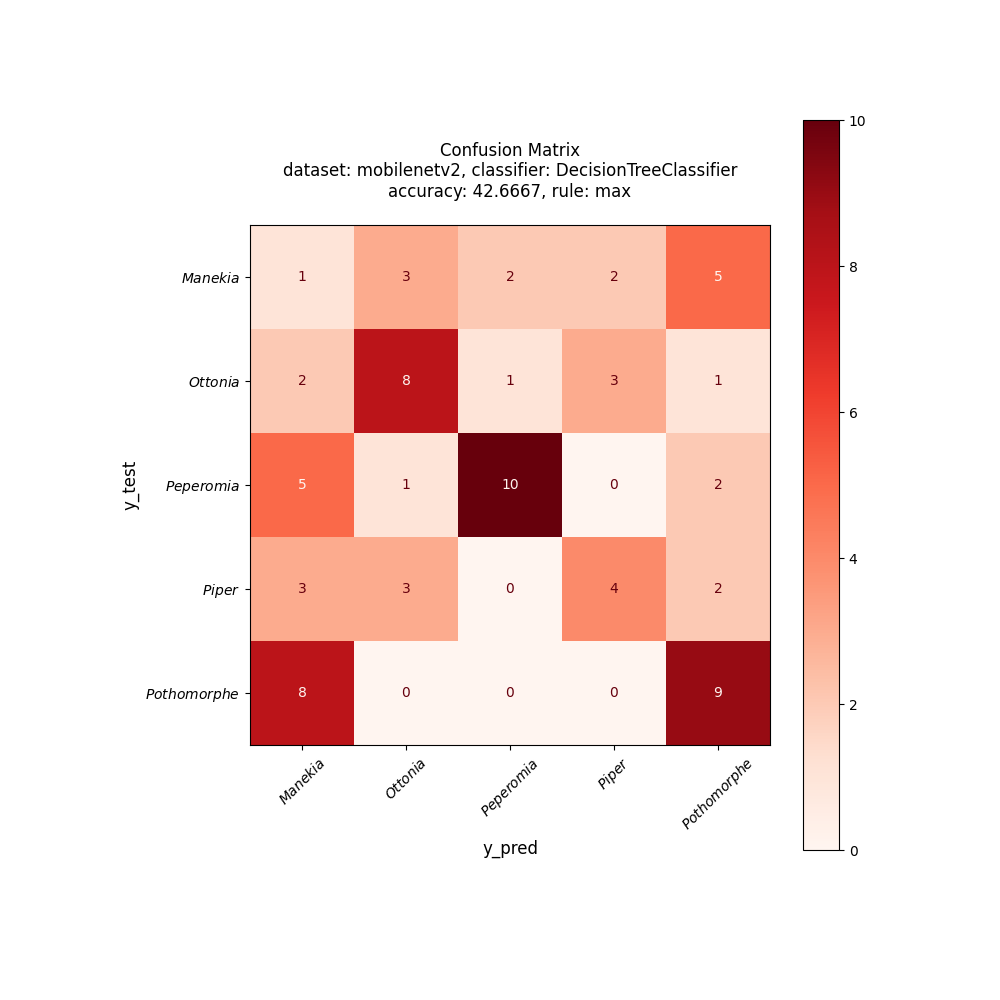 Confusion Matrix
dataset: mobilenetv2, classifier: DecisionTreeClassifier
accuracy: 42.6667, rule: max
Manekia 1 3 2 2 5
Ottonia 2 8 1 3 1
Peperomia 5 1 10 0 2
Piper 3 3 0 4 2
Pothomorphe 8 0 0 0 9
Manekia Ottonia Peperomia Piper Pothomorphe
y_pred
y_test
10
8
6
4
2
0